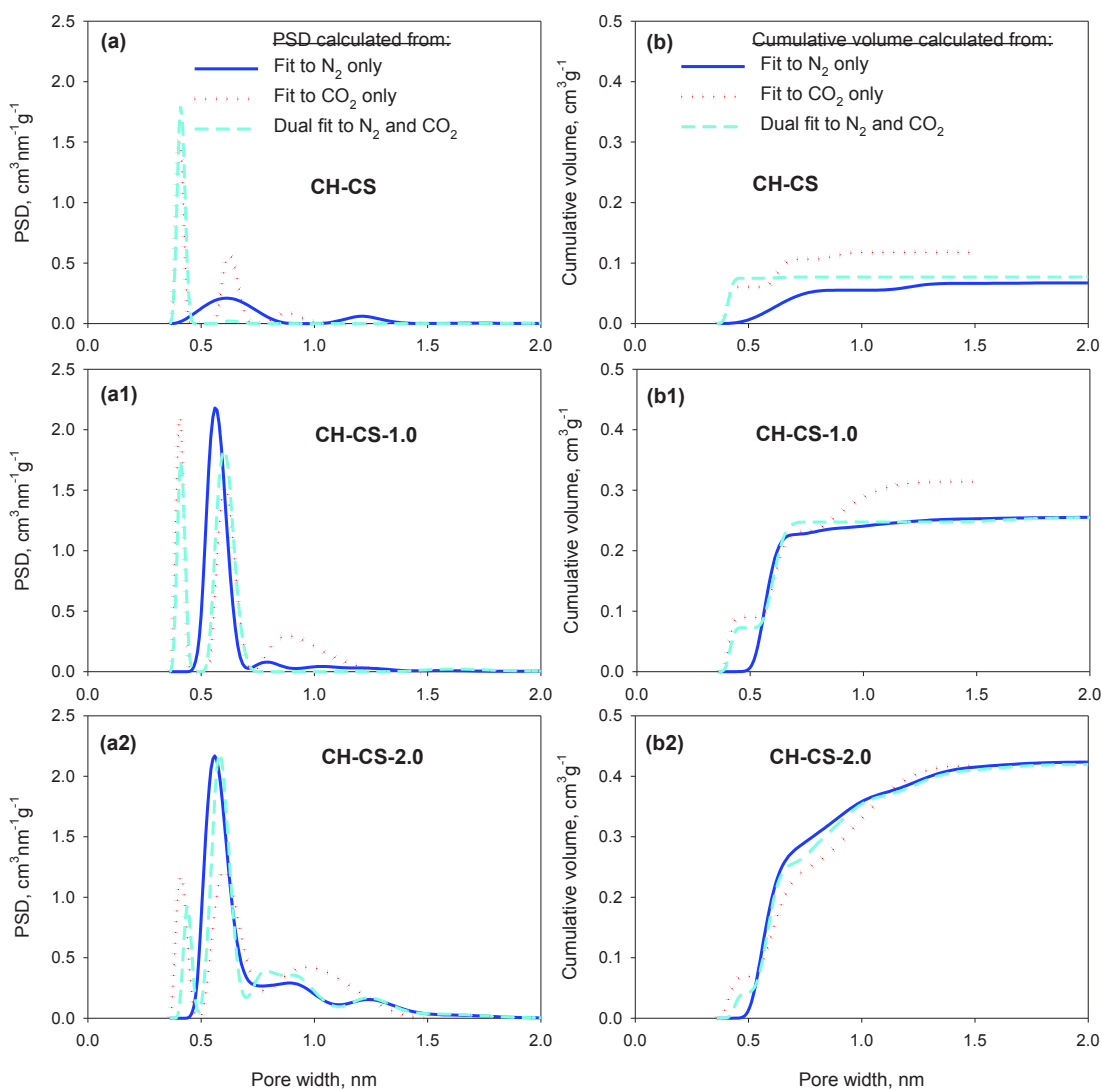 (a)
PSD calculated from:
Fit to N2 only
Fit to CO2 only
Dual fit to N2 and CO2
CH-CS
PSD, cm3nm-1g-1
2.5
2.0
1.5
1.0
0.5
0.0
0.0 0.5 1.0 1.5 2.0
(b)
Cumulative volume calculated from:
Fit to N2 only
Fit to CO2 only
Dual fit to N2 and CO2
CH-CS
Cumulative volume, cm3g-1
0.5
0.4
0.3
0.2
0.1
0.0
0.0 0.5 1.0 1.5 2.0
(a1)
CH-CS-1.0
PSD, cm3nm-1g-1
2.5
2.0
1.5
1.0
0.5
0.0
0.0 0.5 1.0 1.5 2.0
(b1)
CH-CS-1.0
Cumulative volume, cm3g-1
0.5
0.4
0.3
0.2
0.1
0.0
0.0 0.5 1.0 1.5 2.0
(a2)
CH-CS-2.0
PSD, cm3nm-1g-1
2.5
2.0
1.5
1.0
0.5
0.0
0.0 0.5 1.0 1.5 2.0
Pore width, nm
(b2)
CH-CS-2.0
Cumulative volume, cm3g-1
0.5
0.4
0.3
0.2
0.1
0.0
0.0 0.5 1.0 1.5 2.0
Pore width, nm